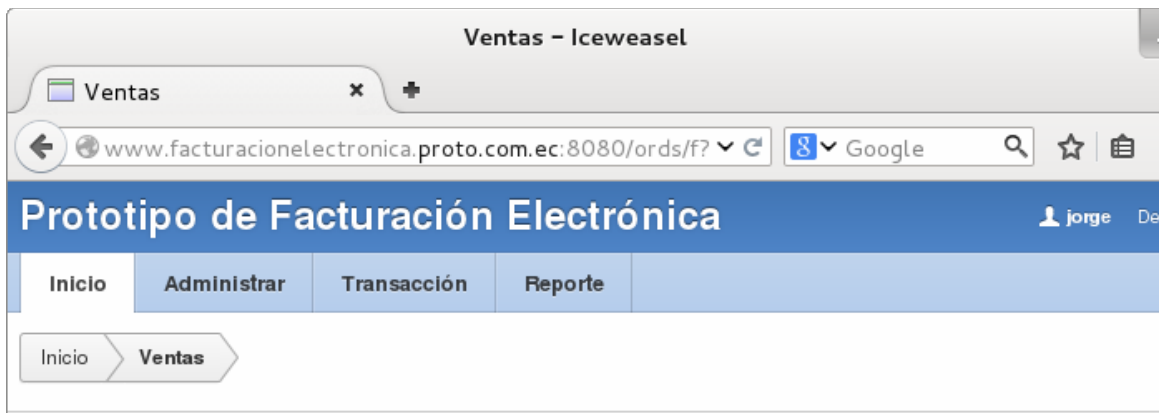 Ventas - Iceweasel
Ventas
www.facturacionelectronica.proto.com.ec:8080/ords/f? Google
Prototipo de Facturación Electrónica jorge De
Inicio Administrar Transacción Reporte
Inicio Ventas